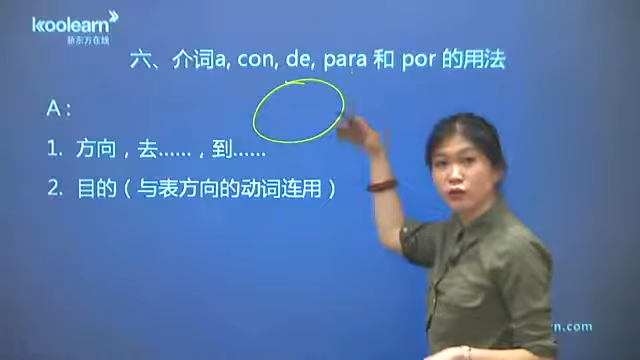 koolearn
新东方在线
六、介词a, con, de, para 和 por 的用法
A：
1. 方向，去……，到……
2. 目的（与表方向的动词连用）
rn.com